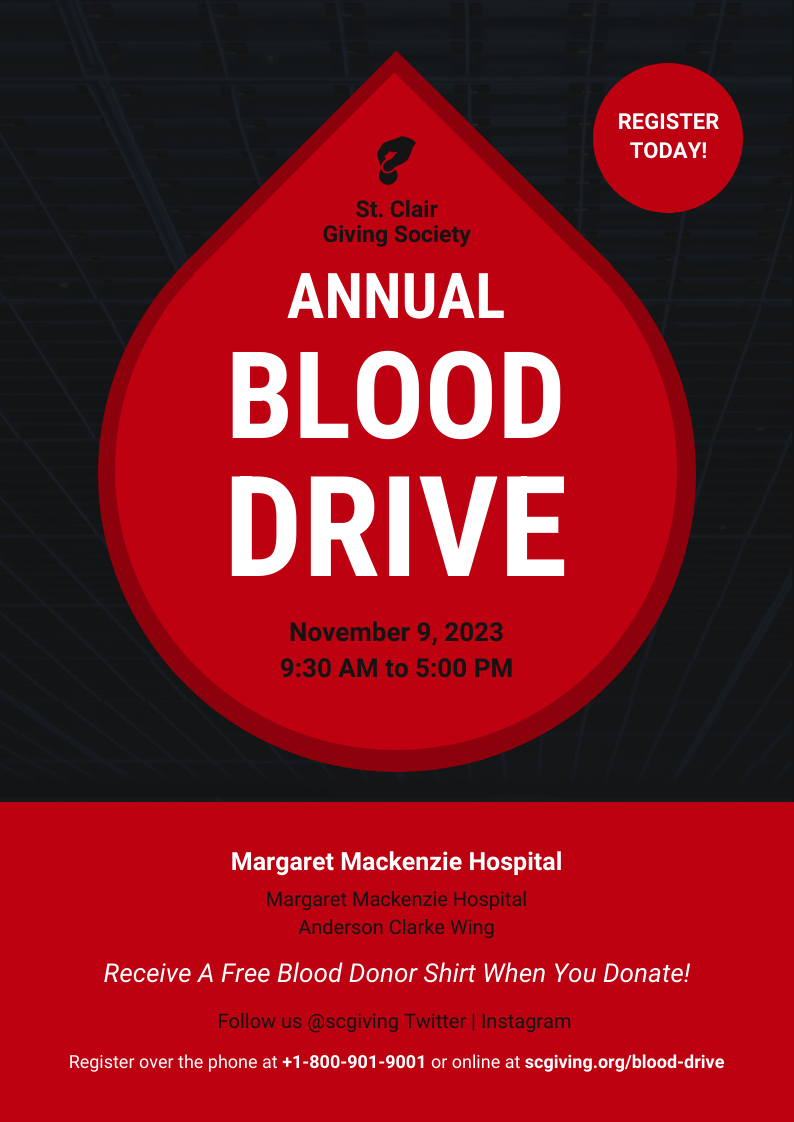 REGISTER
TODAY!
St. Clair
Giving Society
ANNUAL
BLOOD
DRIVE
November 9, 2023
9:30 AM to 5:00 PM
Margaret Mackenzie Hospital
Margaret Mackenzie Hospital
Anderson Clarke Wing
Receive A Free Blood Donor Shirt When You Donate!
Follow us @scgiving Twitter | Instagram
Register over the phone at +1-800-901-9001 or online at scgiving.org/blood-drive